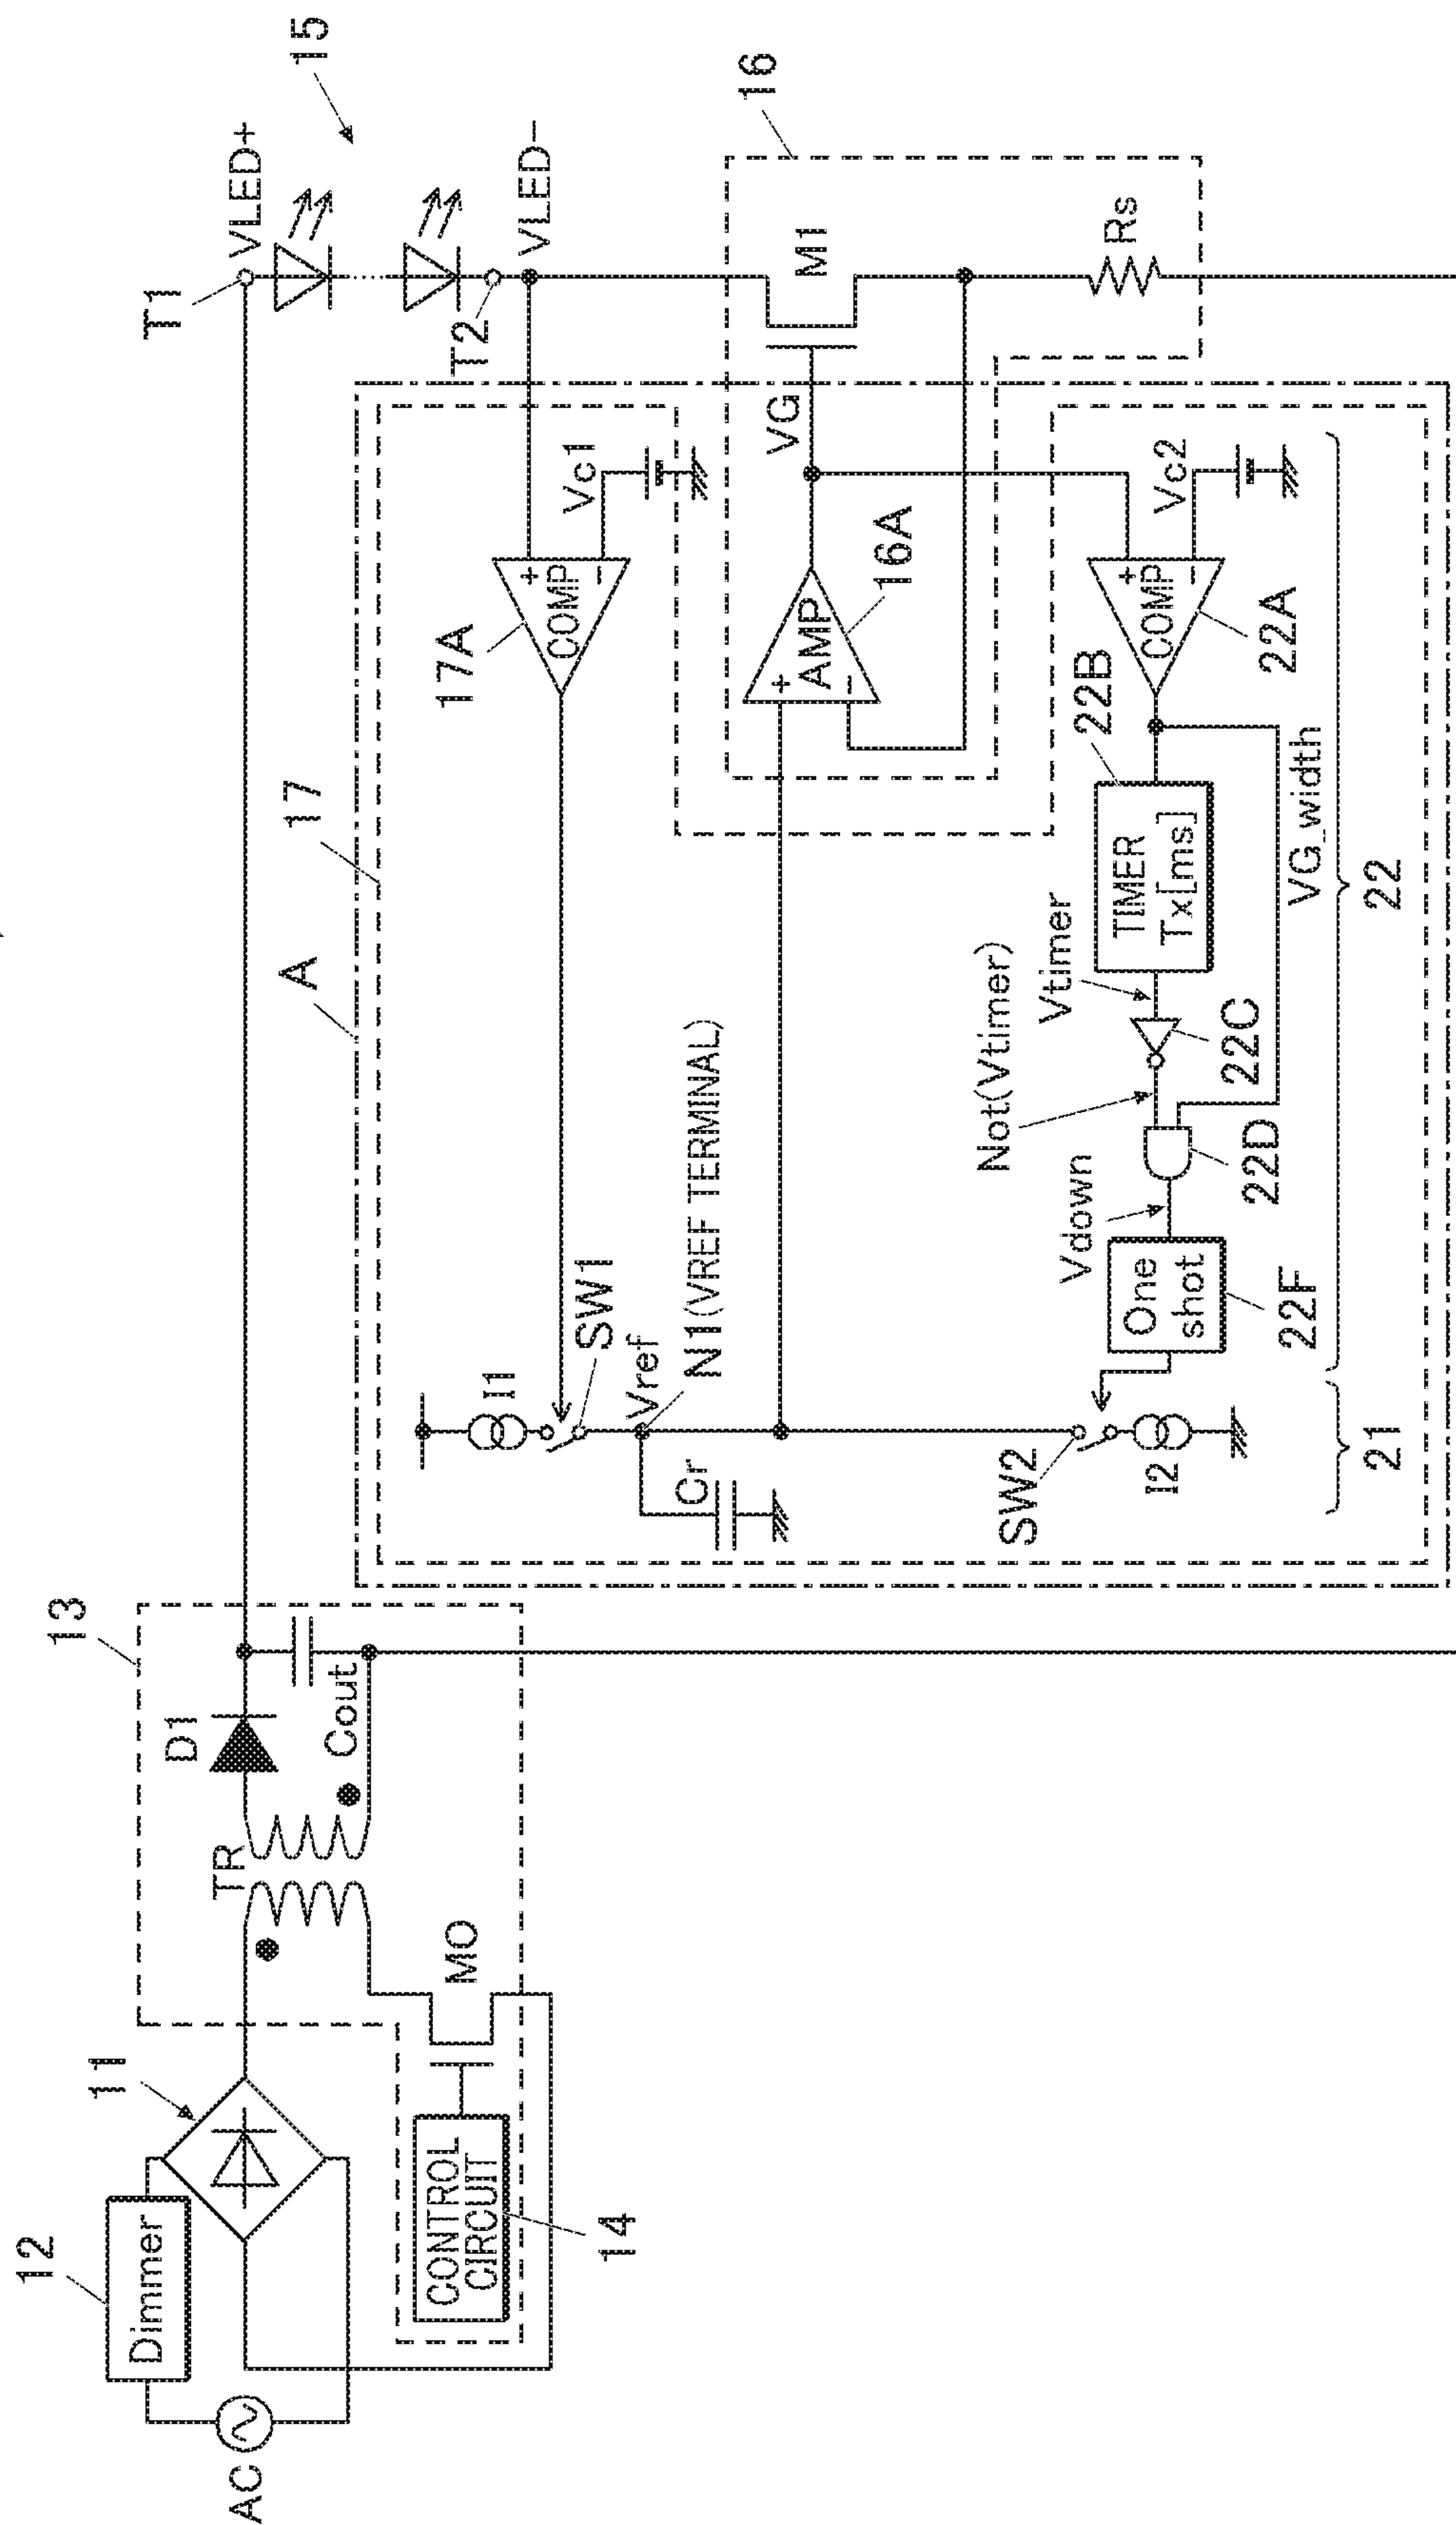 AC
12
Dimmer
11
CONTROL
CIRCUIT
14
MO
13
TR
D1
Cout
A
17
I1
SW1
Vref
N1(VREF TERMINAL)
Cr
SW2
I2
21
17A
COMP
+
−
Vc1
16A
AMP
+
−
VG
One
shot
22F
Vdown
22D
Not(Vtimer)
Vtimer
22C
22B
TIMER
Tx[ms]
VG_width
22
COMP
+
−
22A
Vc2
T1
VLED+
15
T2
VLED−
16
M1
Rs